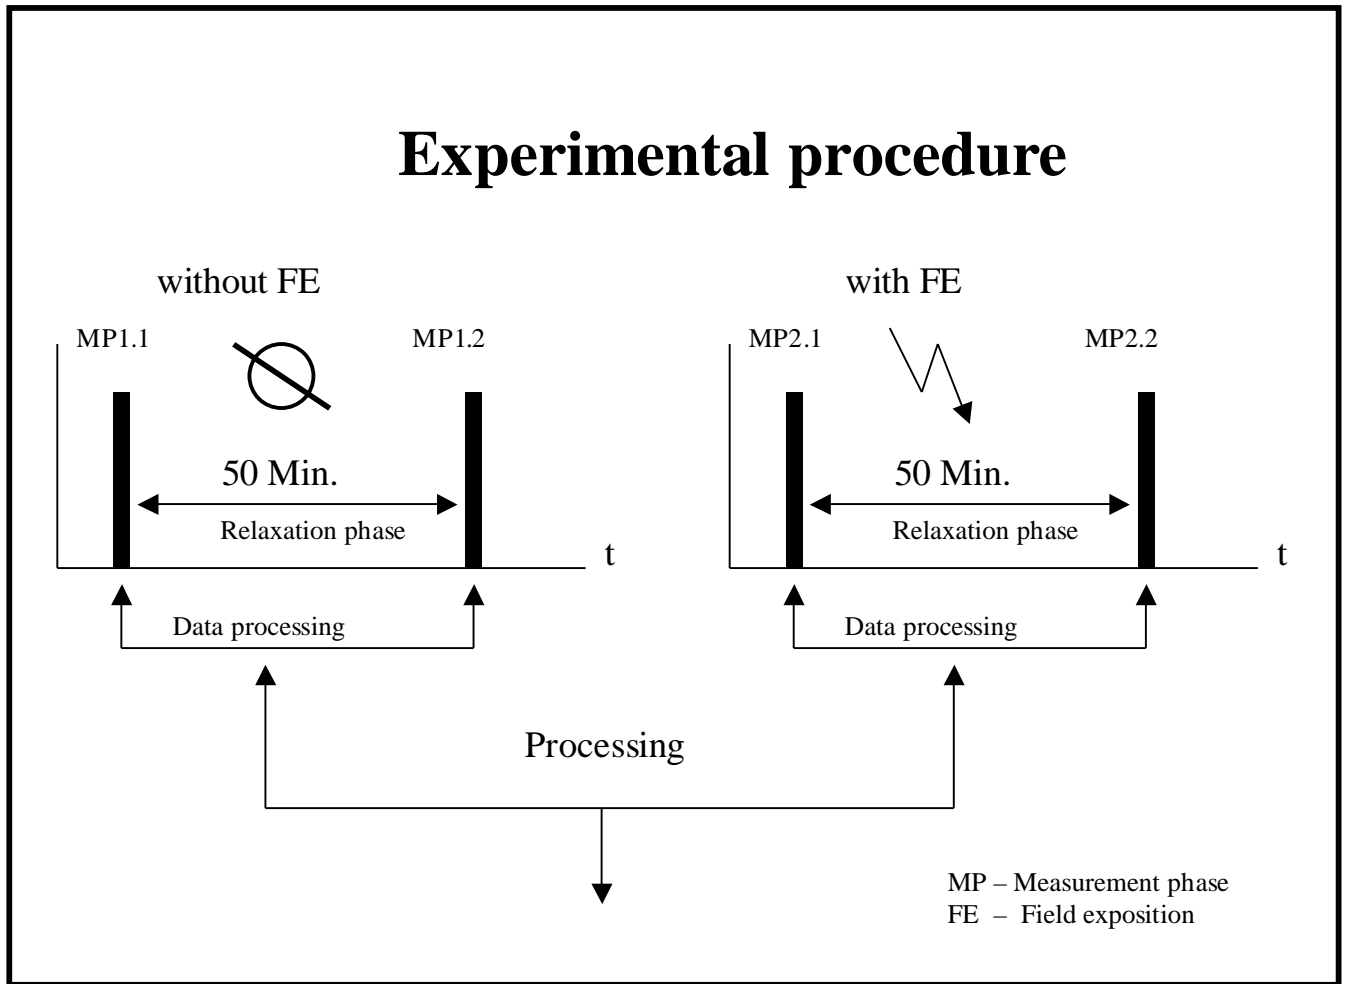 Experimental procedure
without FE
with FE
MP1.1
MP1.2
MP2.1
MP2.2
50 Min.
Relaxation phase
t
50 Min.
Relaxation phase
t
Data processing
Data processing
Processing
MP – Measurement phase
FE – Field exposition